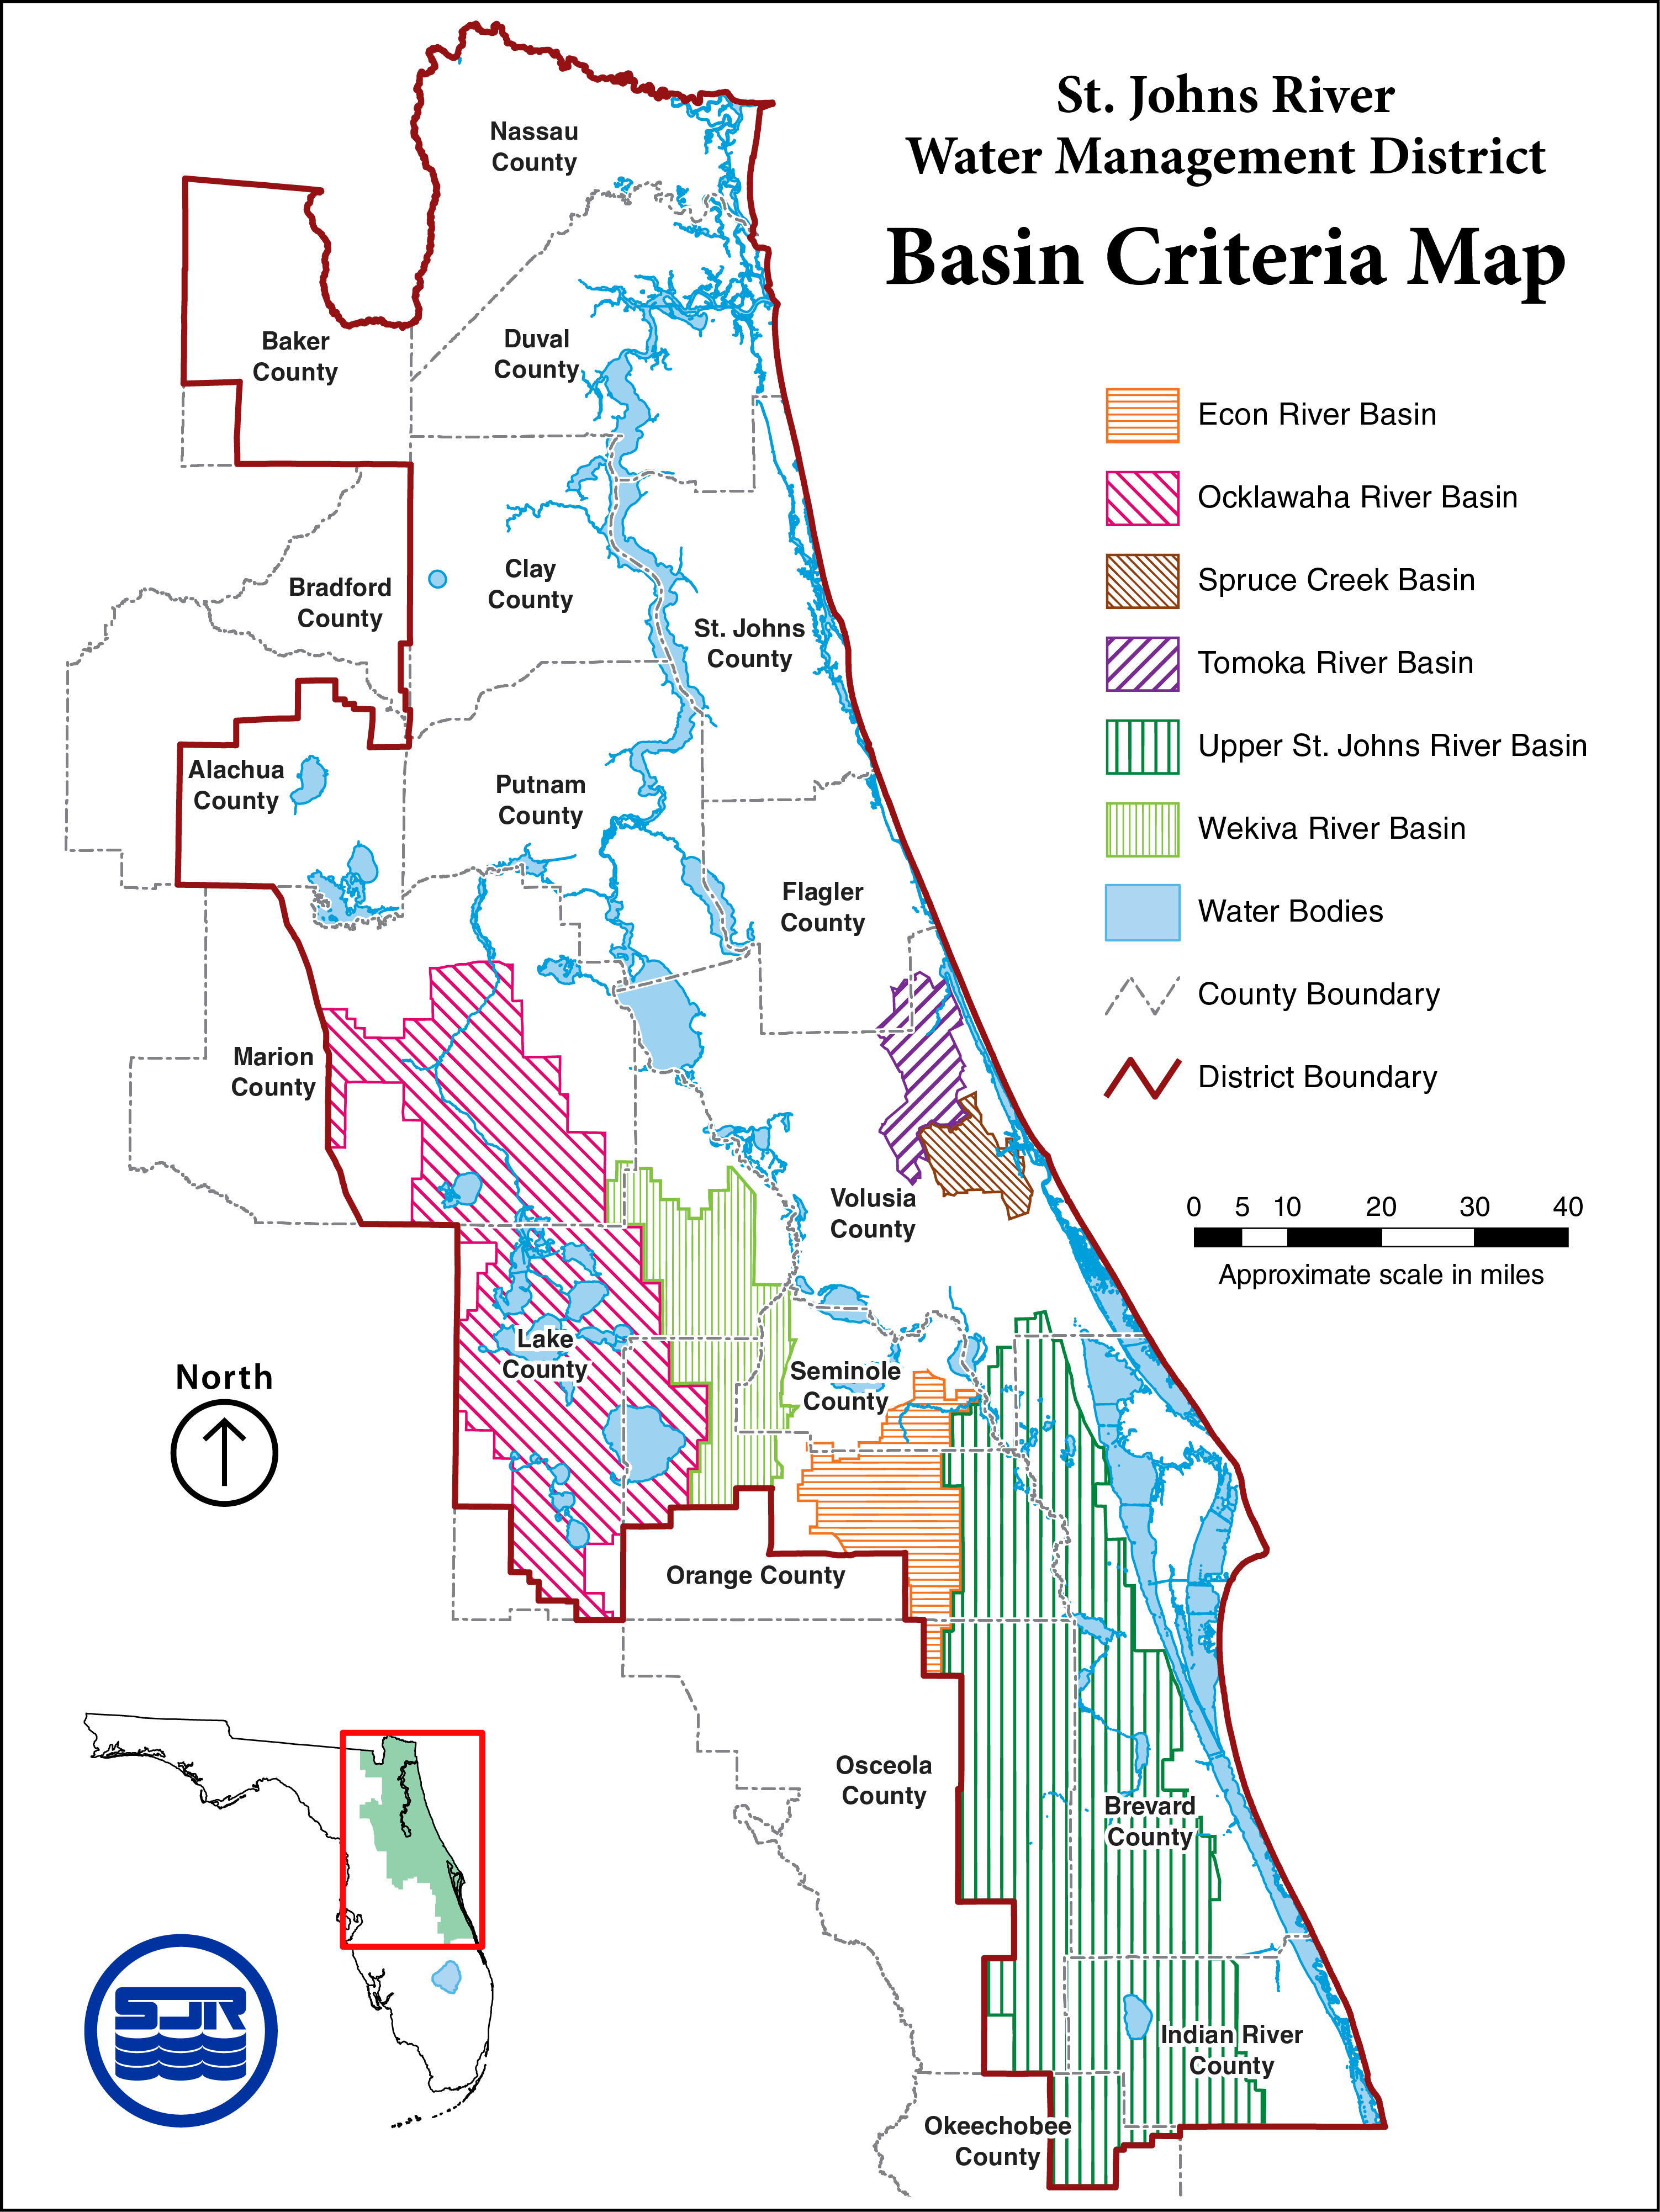 St. Johns River
Water Management District
Basin Criteria Map
Nassau
County
Baker
County
Duval
County
Econ River Basin
Ocklawaha River Basin
Bradford
County
Clay
County
Spruce Creek Basin
St. Johns
County
Tomoka River Basin
Upper St. Johns River Basin
Alachua
County
Putnam
County
Wekiva River Basin
Flagler
County
Water Bodies
County Boundary
Marion
County
District Boundary
Volusia
County
0 5 10 20 30 40
Approximate scale in miles
Lake
County
North
Seminole
County
Orange County
Osceola
County
Brevard
County
SJR
Indian River
County
Okeechobee
County